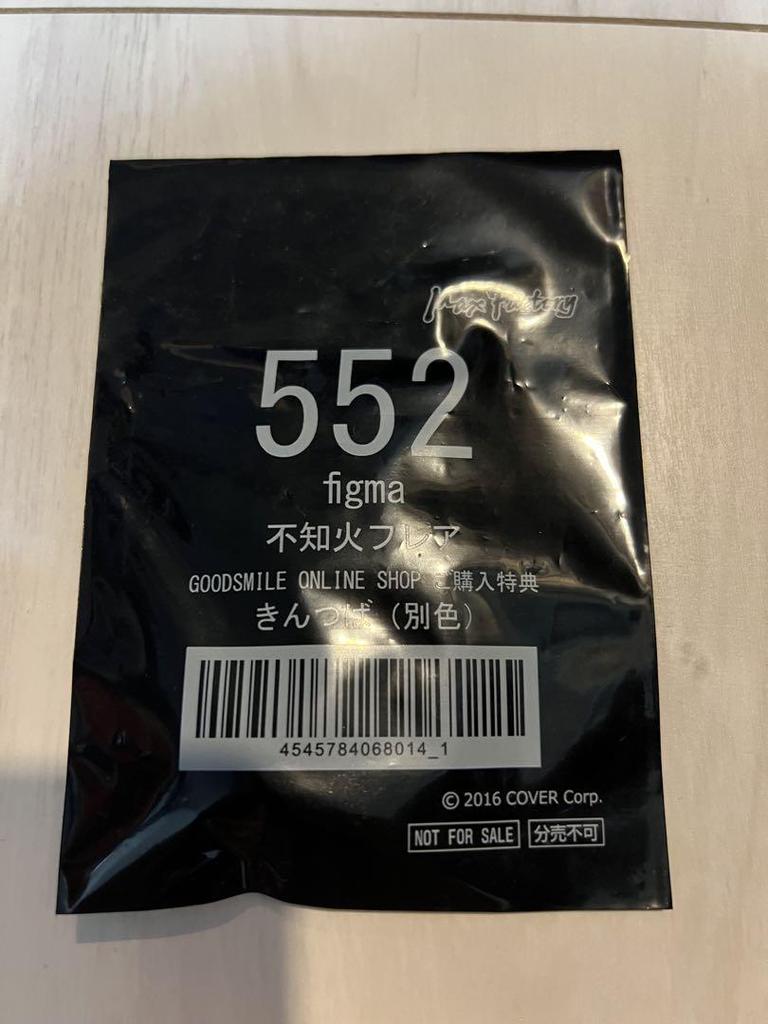 Max Factory
552
figma
不知火フレア
GOODSMILE ONLINE SHOP ご購入特典
きんつば（別色）
4545784068014_1
© 2016 COVER Corp.
NOT FOR SALE 分売不可